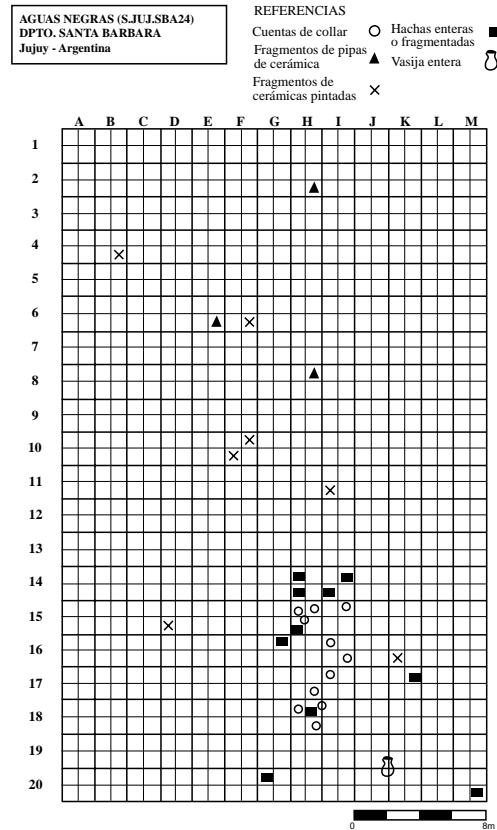 AGUAS NEGRAS (S.JUJ.SBA24)
DPTO. SANTA BARBARA
Jujuy - Argentina
REFERENCIAS
Cuentas de collar
Fragmentos de pipas
de cerámica
Fragmentos de
cerámicas pintadas
Hachas enteras
o fragmentadas
Vasija entera
A B C D E F G H I J K L M
1
2
3
4
5
6
7
8
9
10
11
12
13
14
15
16
17
18
19
20
0 8m